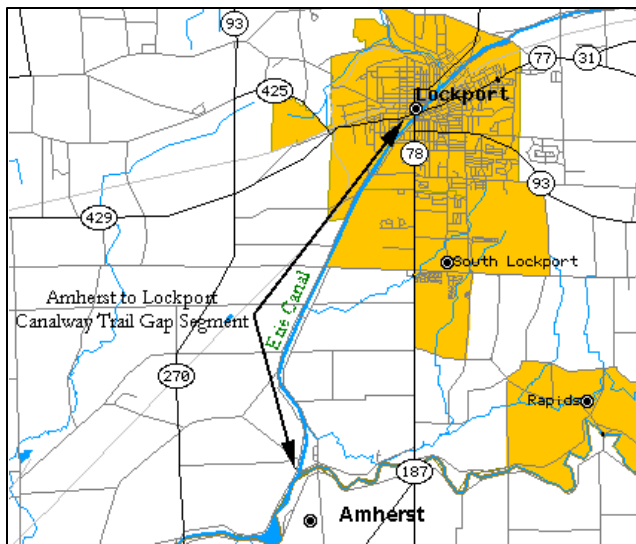 93
77
31
425
Lockport
78
93
429
South Lockport
Amherst to Lockport
Canalway Trail Gap Segment
Erie Canal
270
Rapids
187
Amherst